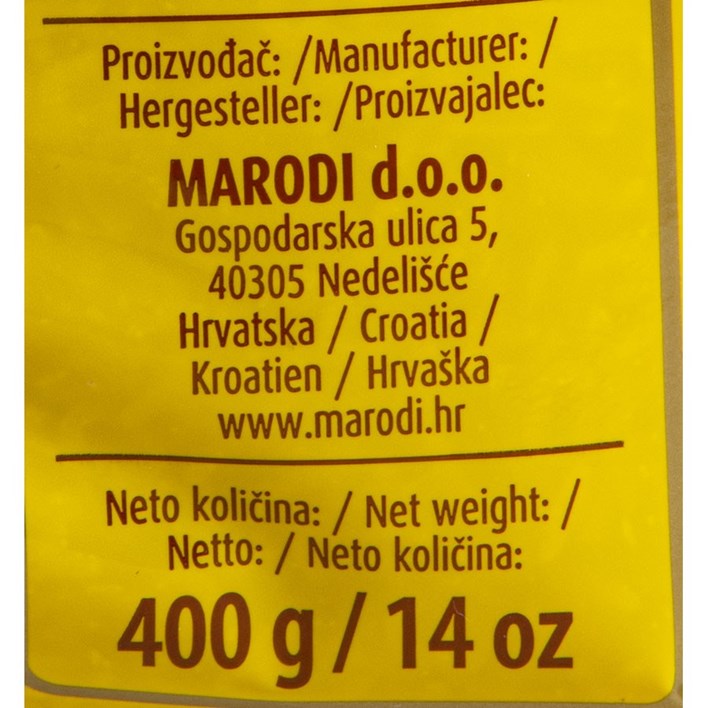 Proizvođač: /Manufacturer: /
Hergesteller: /Proizvajalec:
MARODI d.o.o.
Gospodarska ulica 5,
40305 Nedelišće
Hrvatska / Croatia /
Kroatien / Hrvaška
www.marodi.hr
Neto količina: / Net weight: /
Netto: / Neto količina:
400 g / 14 oz